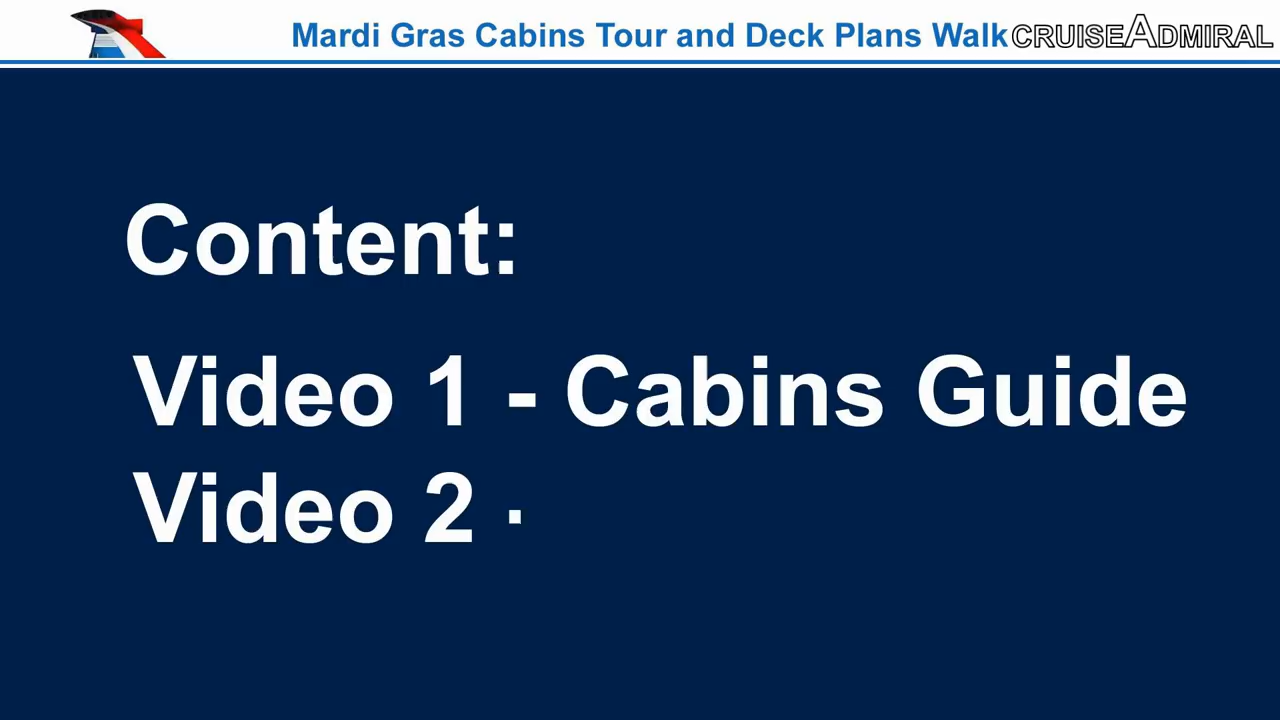 Mardi Gras Cabins Tour and Deck Plans Walk
CRUISEADMIRAL
Content:
Video 1 - Cabins Guide
Video 2 -